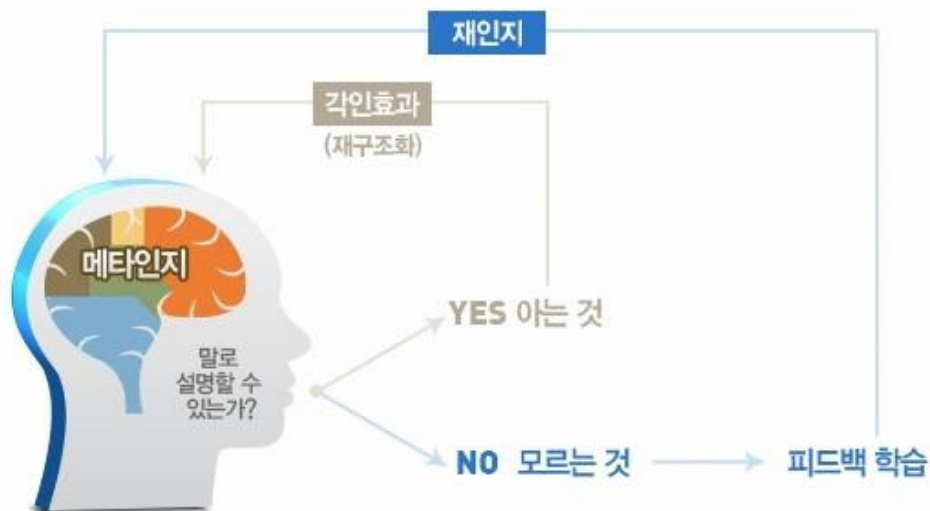 재인지
각인효과
(재구조화)
메타인지
YES 아는 것
말로
설명할 수
있는가?
NO 모르는 것
피드백 학습